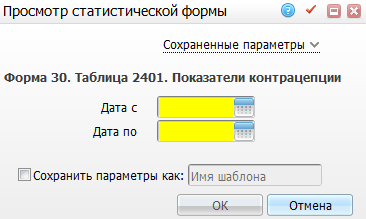 Просмотр статистической формы
Сохраненные параметры
Форма 30. Таблица 2401. Показатели контрацепции
Дата с
Дата по
Сохранить параметры как: Имя шаблона
ОК Отмена